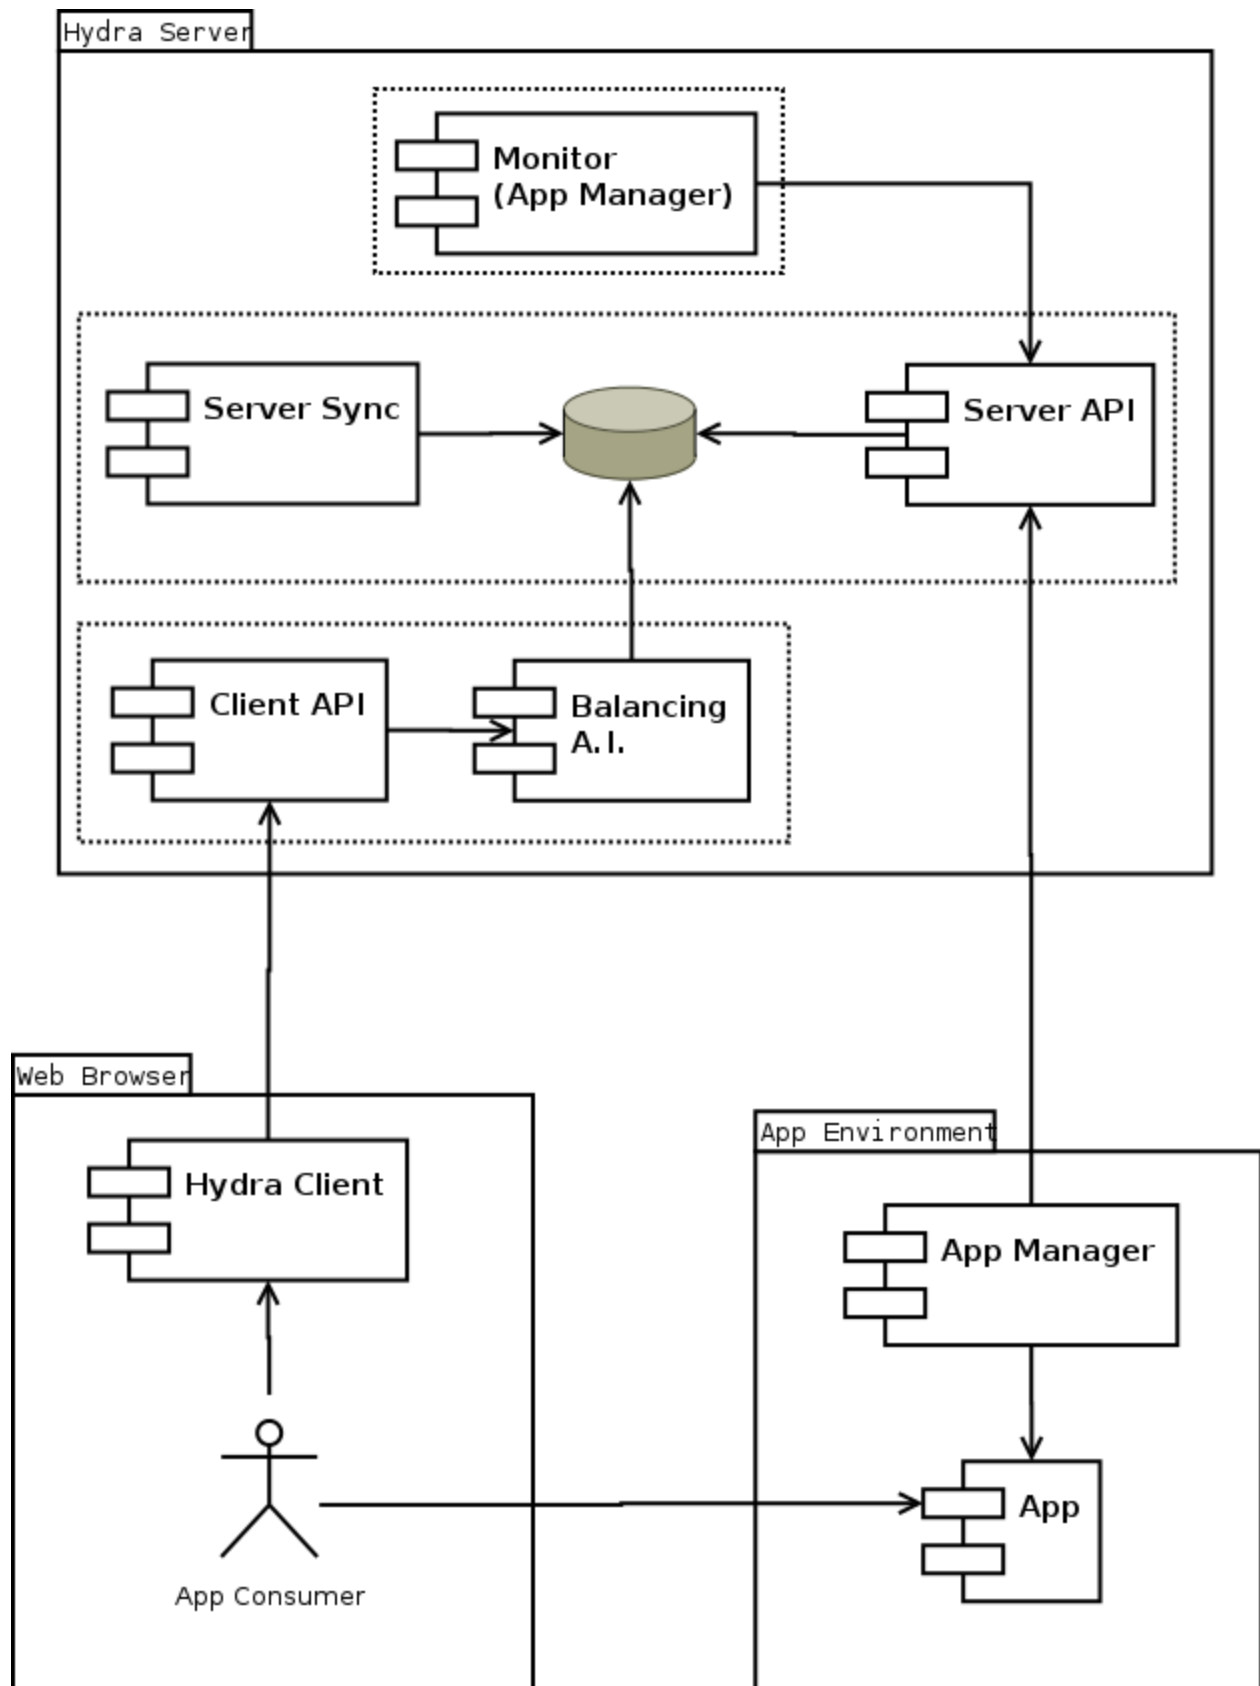 Hydra Server
Monitor
(App Manager)
Server Sync
Server API
Client API
Balancing
A.I.
Web Browser
App Environment
Hydra Client
App Manager
App
App Consumer